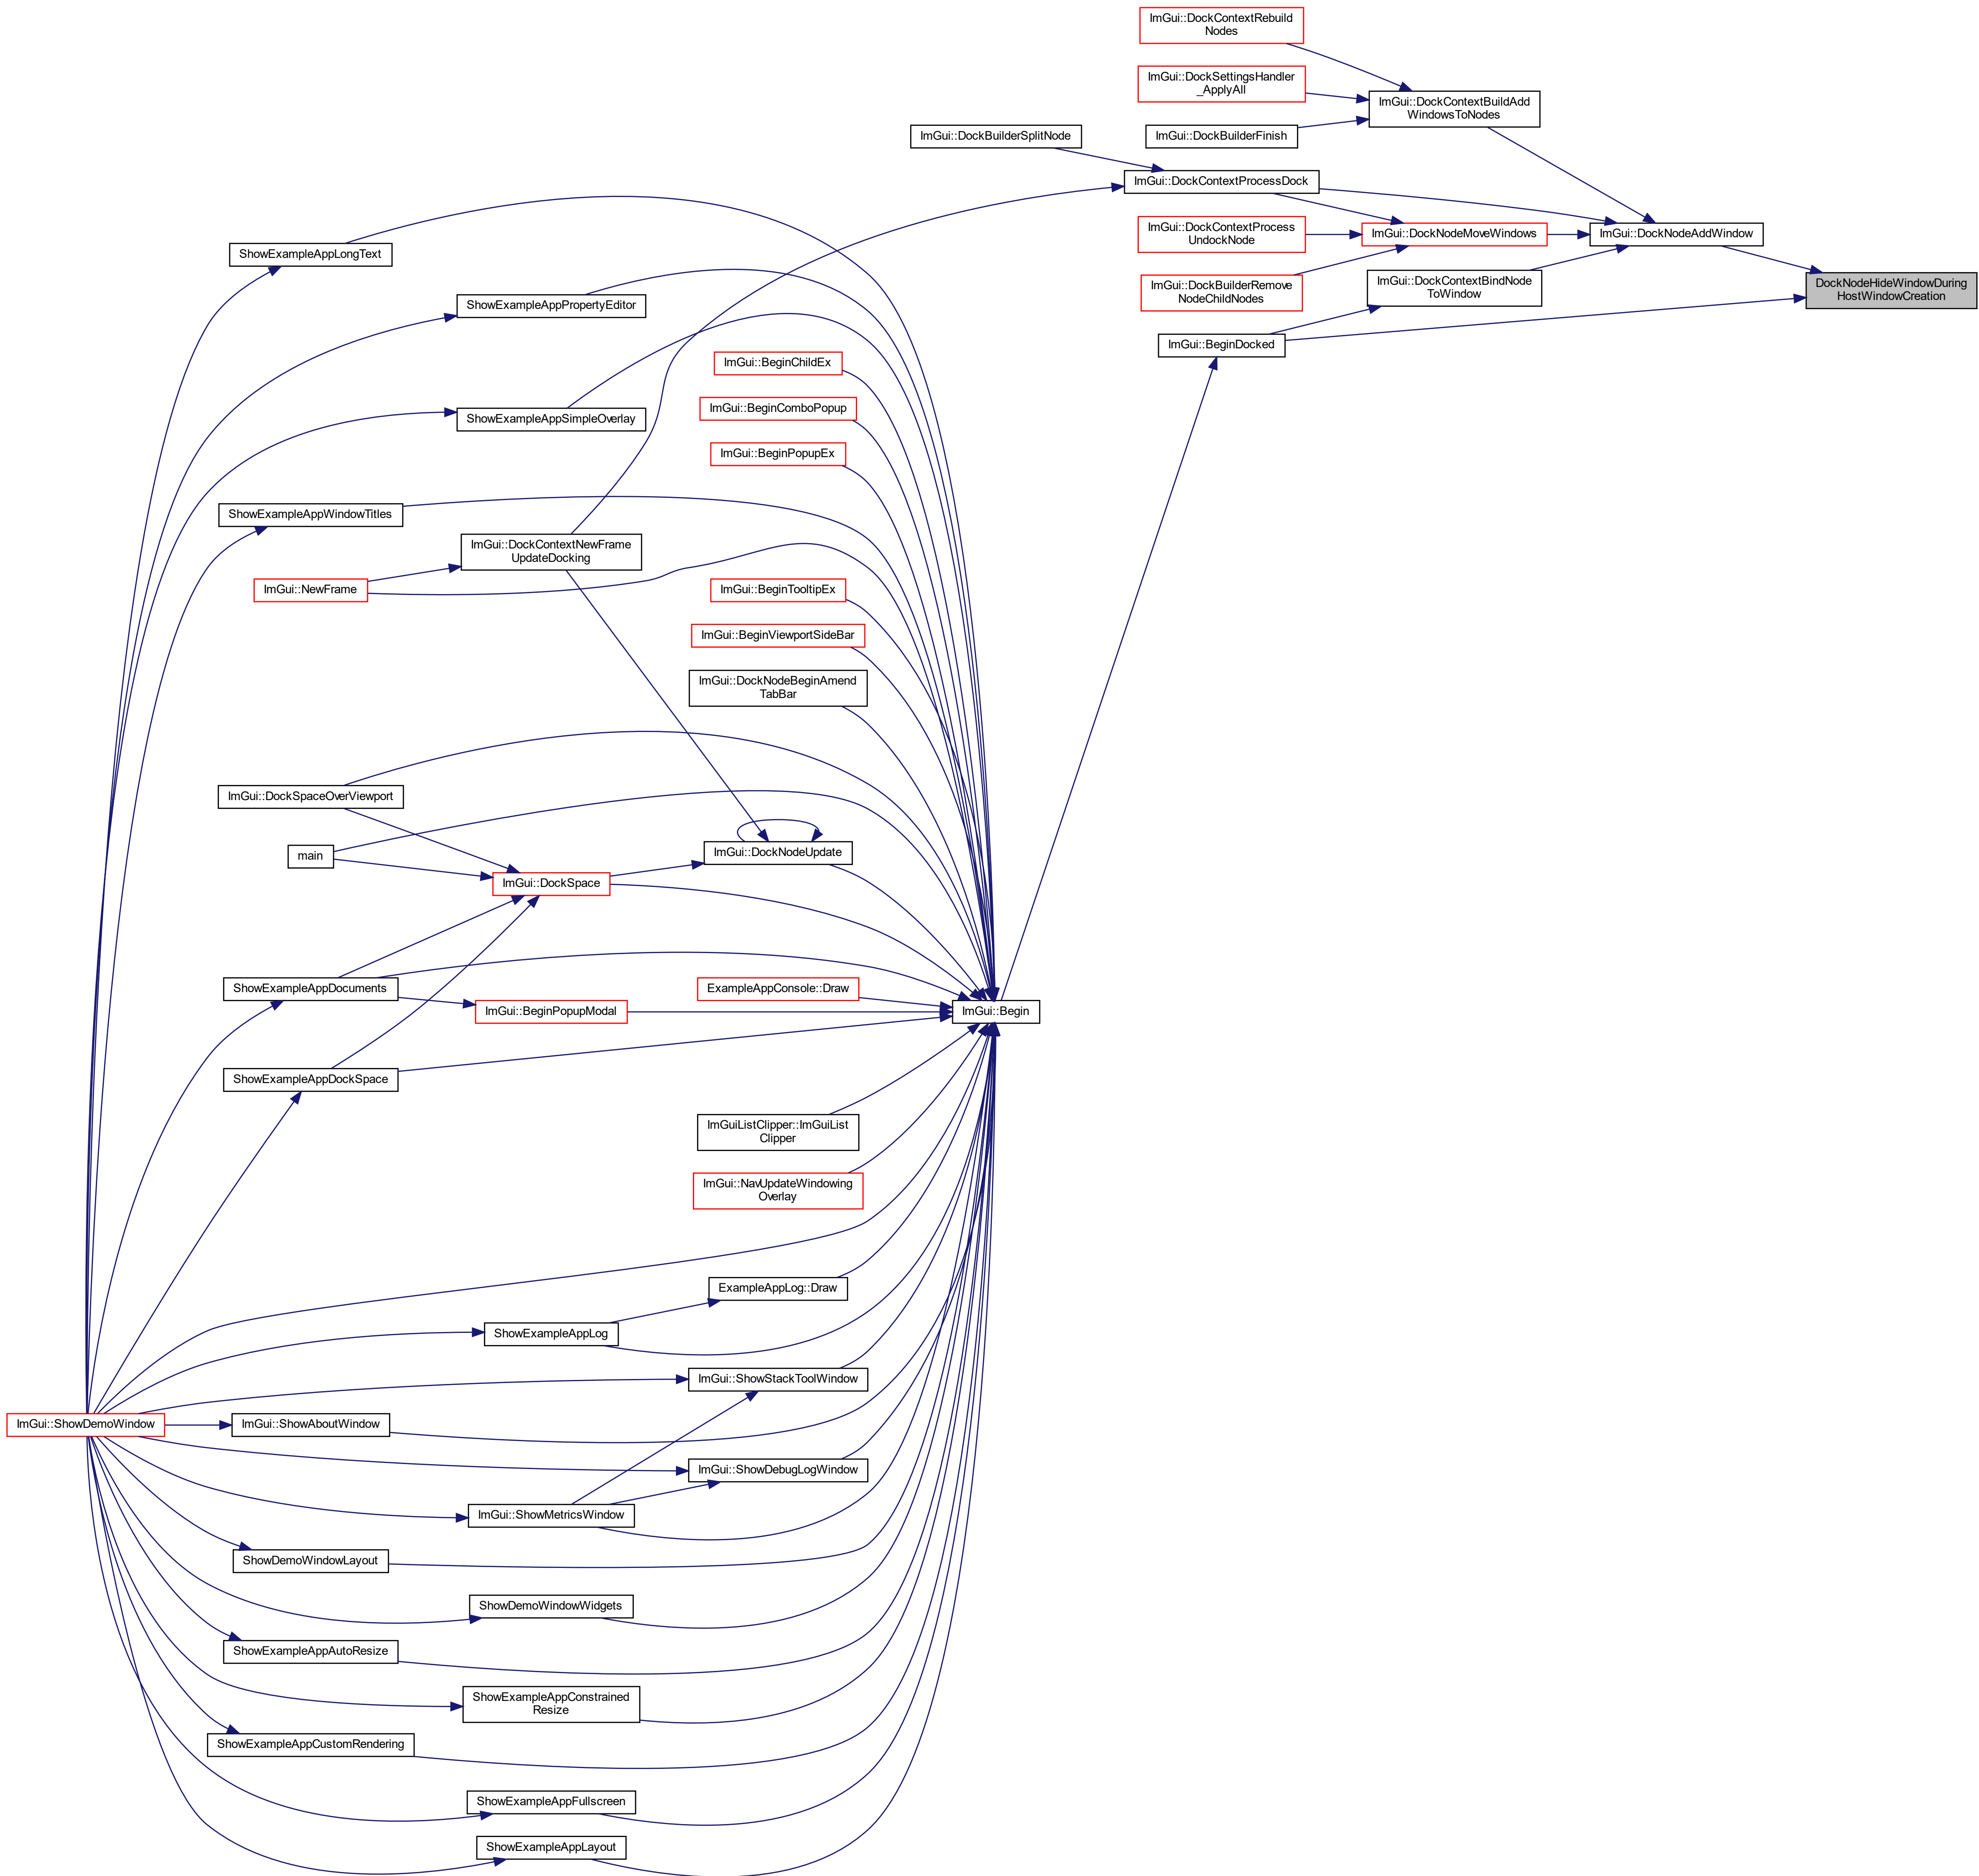 ImGui::DockContextRebuild
Nodes
ImGui::DockSettingsHandler
_ApplyAll
ImGui::DockContextBuildAdd
WindowsToNodes
ImGui::DockBuilderSplitNode
ImGui::DockBuilderFinish
ImGui::DockContextProcessDock
ImGui::DockContextProcess
UndockNode
ImGui::DockNodeMoveWindows
ImGui::DockNodeAddWindow
ShowExampleAppLongText
ImGui::DockBuilderRemove
NodeChildNodes
ImGui::DockContextBindNode
ToWindow
DockNodeHideWindowDuring
HostWindowCreation
ShowExampleAppPropertyEditor
ImGui::BeginDocked
ImGui::BeginChildEx
ImGui::BeginComboPopup
ShowExampleAppSimpleOverlay
ImGui::BeginPopupEx
ShowExampleAppWindowTitles
ImGui::DockContextNewFrame
UpdateDocking
ImGui::NewFrame
ImGui::BeginTooltipEx
ImGui::BeginViewportSideBar
ImGui::DockNodeBeginAmend
TabBar
ImGui::DockSpaceOverViewport
main
ImGui::DockNodeUpdate
ImGui::DockSpace
ShowExampleAppDocuments
ExampleAppConsole::Draw
ImGui::BeginPopupModal
ImGui::Begin
ShowExampleAppDockSpace
ImGuiListClipper::ImGuiList
Clipper
ImGui::NavUpdateWindowing
Overlay
ExampleAppLog::Draw
ShowExampleAppLog
ImGui::ShowStackToolWindow
ImGui::ShowDemoWindow
ImGui::ShowAboutWindow
ImGui::ShowDebugLogWindow
ImGui::ShowMetricsWindow
ShowDemoWindowLayout
ShowDemoWindowWidgets
ShowExampleAppAutoResize
ShowExampleAppConstrained
Resize
ShowExampleAppCustomRendering
ShowExampleAppFullscreen
ShowExampleAppLayout